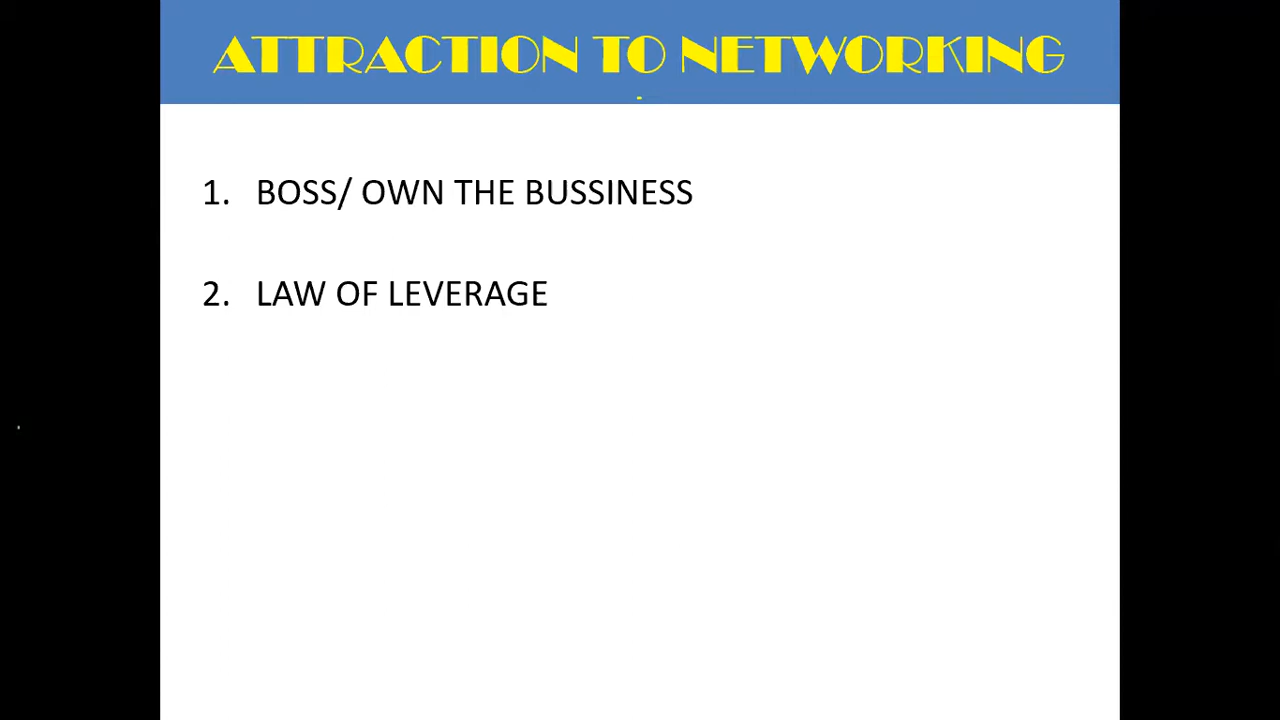 ATTRACTION TO NETWORKING
1. BOSS/ OWN THE BUSSINESS
2. LAW OF LEVERAGE